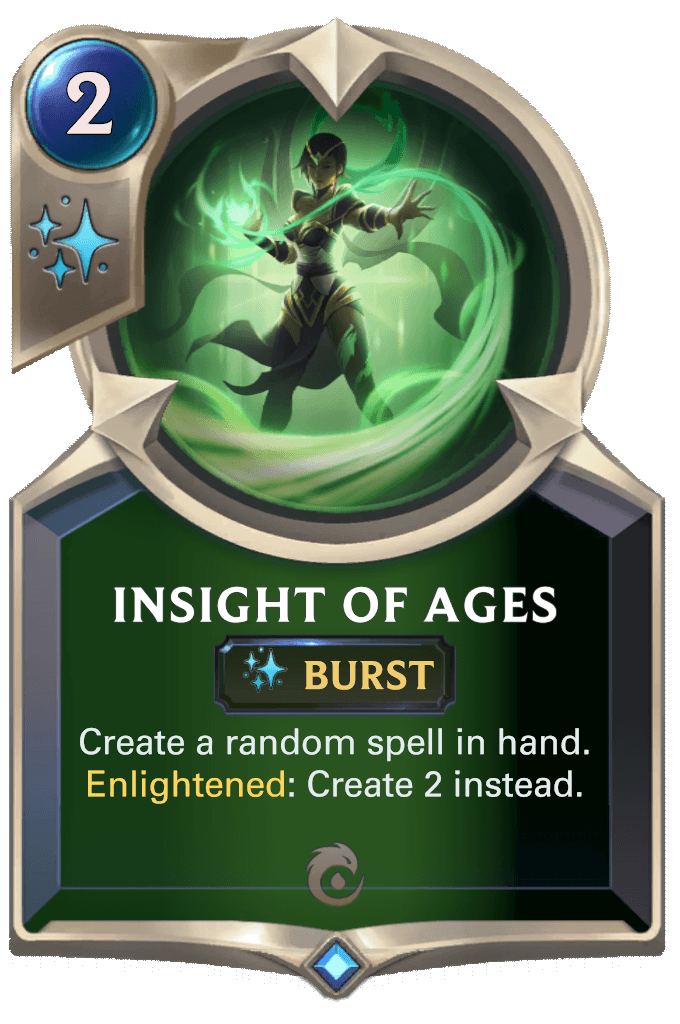 2
INSIGHT OF AGES
BURST
Create a random spell in hand.
Enlightened: Create 2 instead.